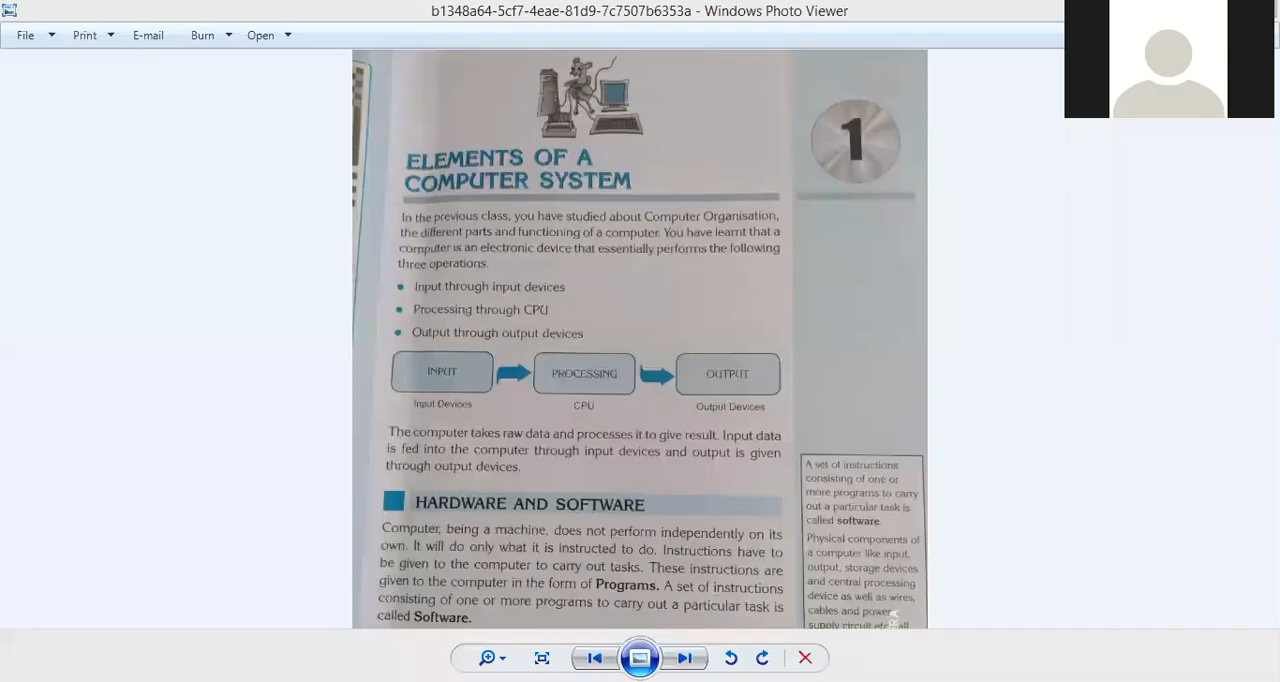 b1348a64-5cf7-4eae-81d9-7c7507b6353a - Windows Photo Viewer
File Print E-mail Burn Open
1
ELEMENTS OF A
COMPUTER SYSTEM
In the previous class, you have studied about Computer Organisation,
the different parts and functioning of a computer. You have learnt that a
computer is an electronic device that essentially performs the following
three operations.
• Input through input devices
• Processing through CPU
• Output through output devices
INPUT PROCESSING OUTPUT
Input Devices CPU Output Devices
The computer takes raw data and processes it to give result. Input data
is fed into the computer through input devices and output is given
through output devices.
HARDWARE AND SOFTWARE
Computer, being a machine, does not perform independently on its
own. It will do only what it is instructed to do. Instructions have to
be given to the computer to carry out tasks. These instructions are
given to the computer in the form of Programs. A set of instructions
consisting of one or more programs to carry out a particular task is
called Software.
A set of instructions
consisting of one or
more programs to carry
out a particular task is
called software.
Physical components of
a computer like input,
output, storage devices
and central processing
device as well as wires,
cables and power
supply circuit etc. all